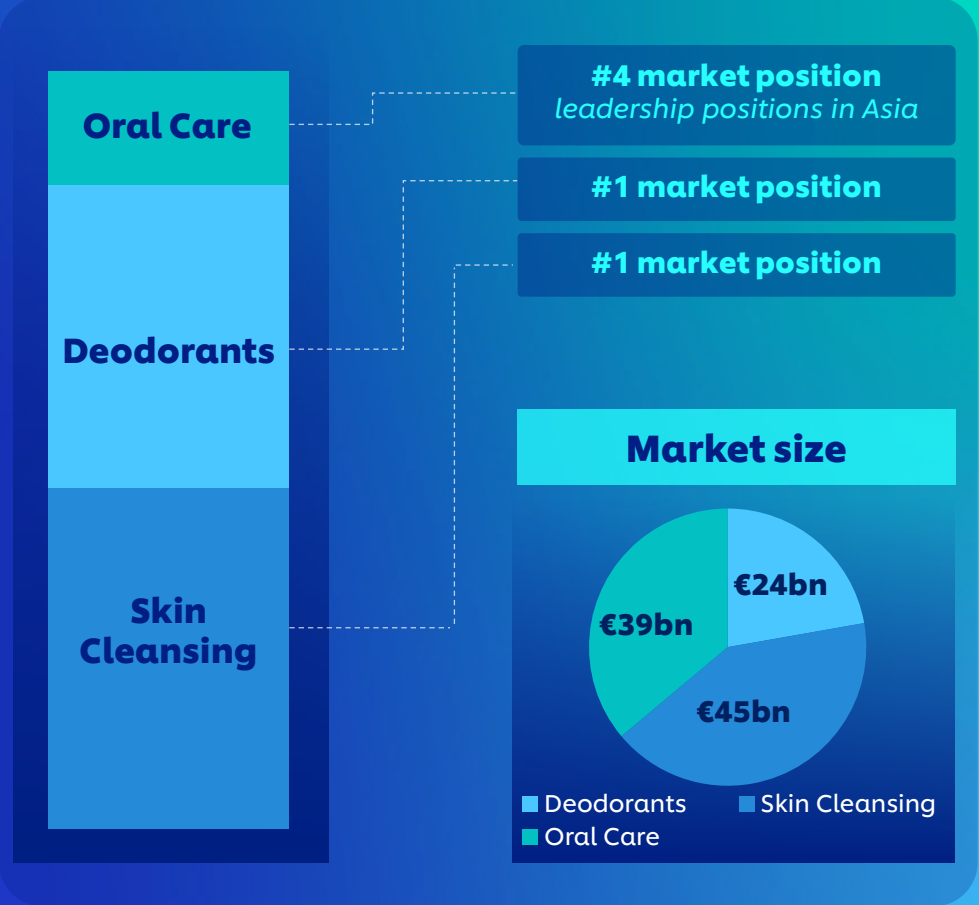 Oral Care
Deodorants
Skin
Cleansing
#4 market position
leadership positions in Asia
#1 market position
#1 market position
Market size
€24bn
€39bn
€45bn
Deodorants
Skin Cleansing
Oral Care